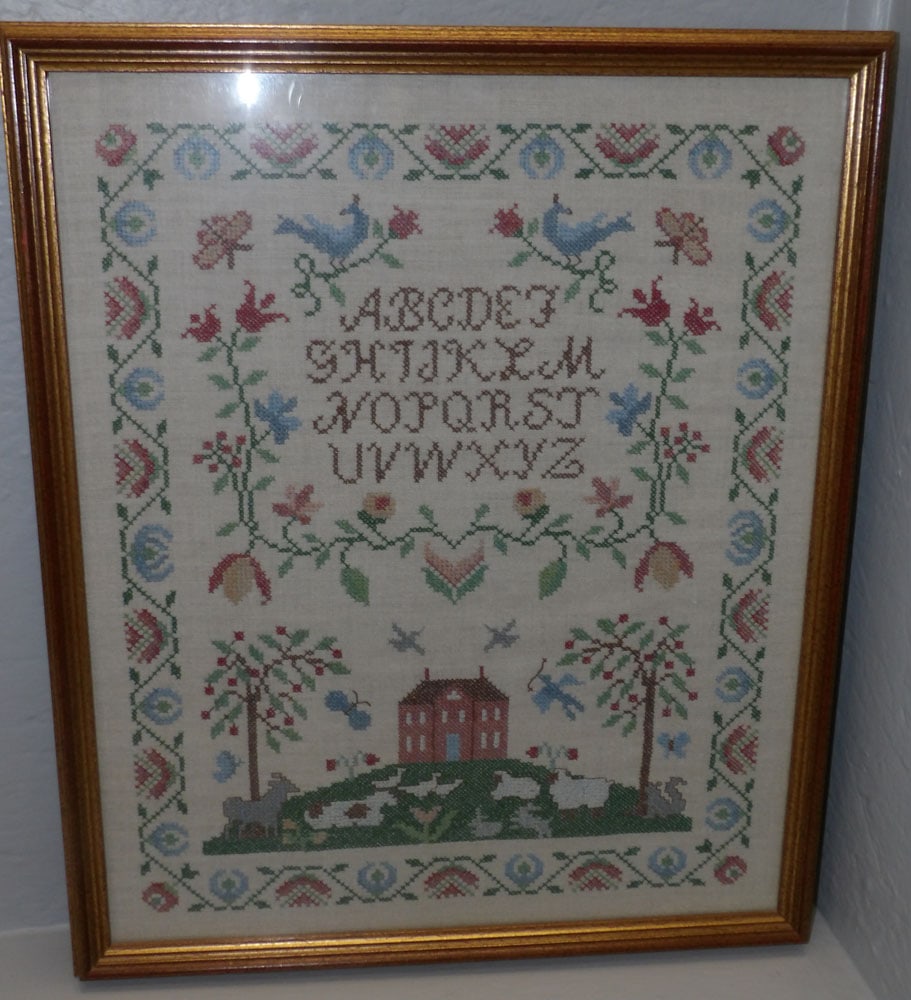 ABCDEF
GHIJKLM
NOPQRST
UVWXYZ